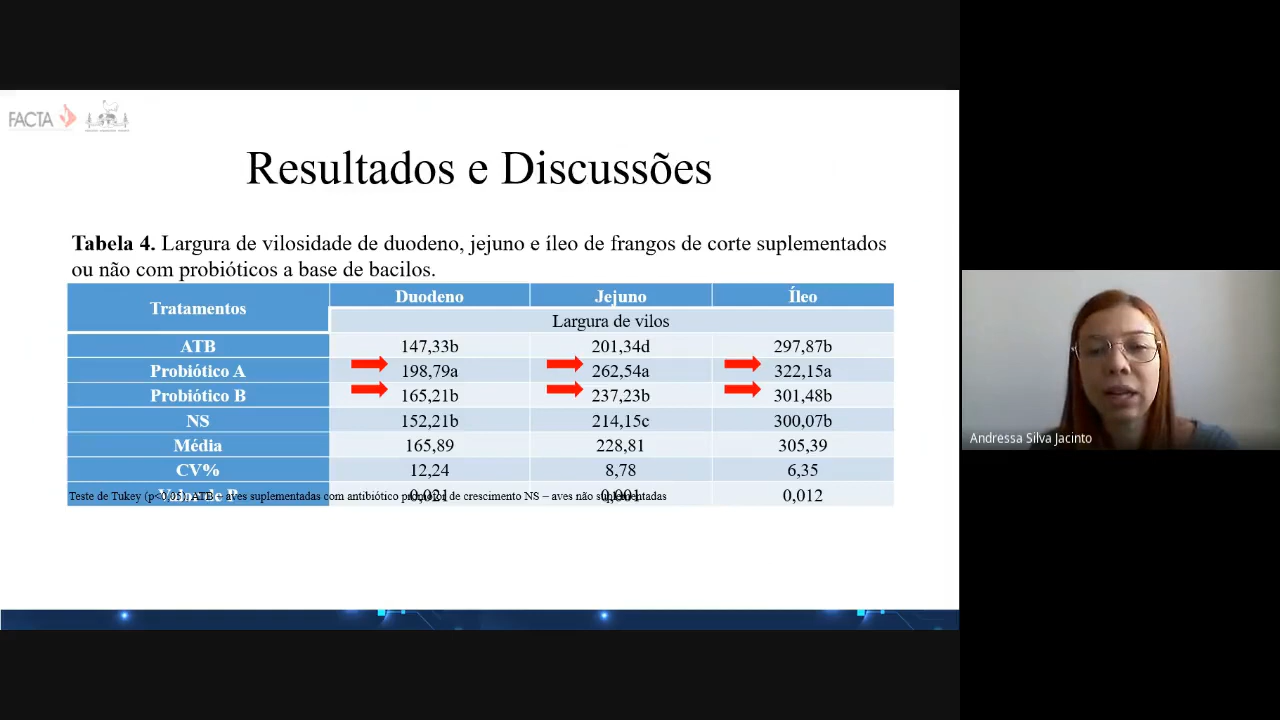 FACTA
Resultados e Discussões
Tabela 4. Largura de vilosidade de duodeno, jejuno e íleo de frangos de corte suplementados
ou não com probióticos a base de bacilos.
Tratamentos Duodeno Jejuno Íleo
Largura de vilos
ATB 147,33b 201,34d 297,87b
Probiótico A 198,79a 262,54a 322,15a
Probiótico B 165,21b 237,23b 301,48b
NS 152,21b 214,15c 300,07b
Média 165,89 228,81 305,39
CV% 12,24 8,78 6,35
Valor de P 0,021 0,001 0,012
Teste de Tukey (p<0,05). ATB – aves suplementadas com antibiótico promotor de crescimento NS – aves não suplementadas
Andressa Silva Jacinto